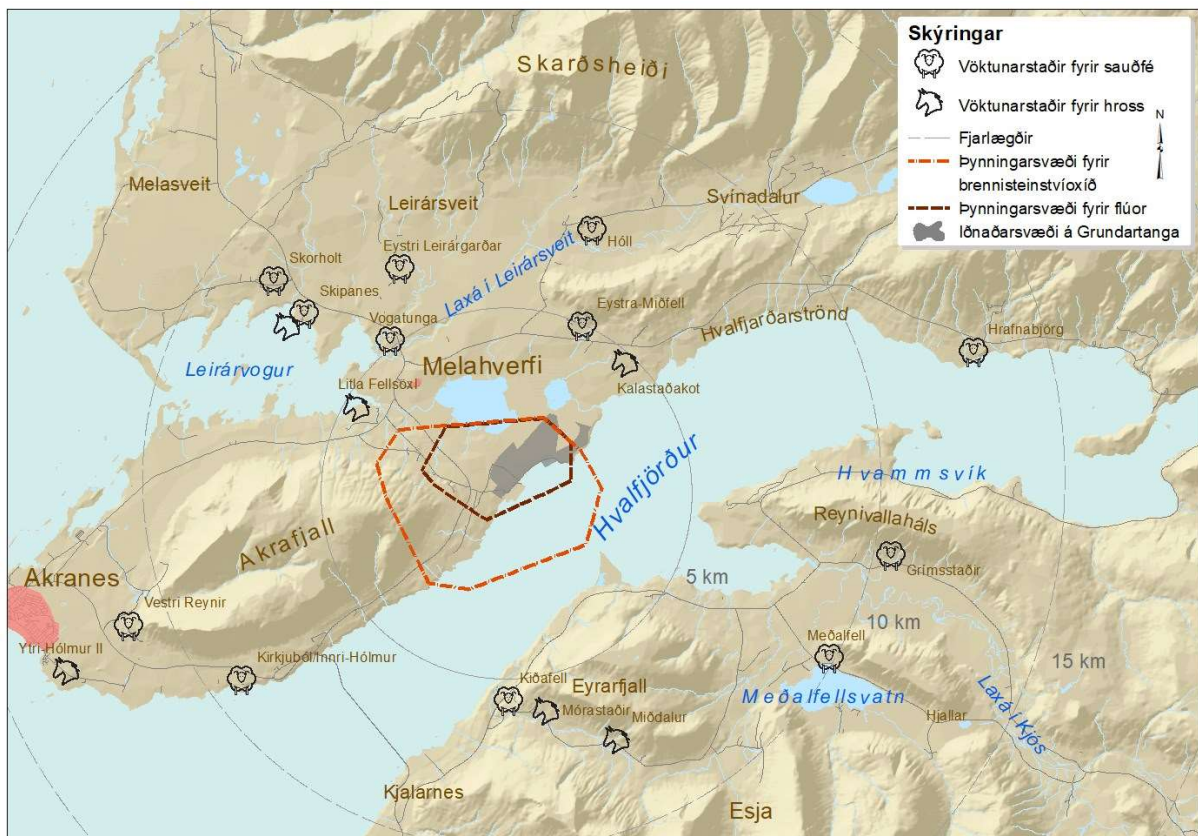 Skýringar
Vöktunarstaðir fyrir sauðfé
Vöktunarstaðir fyrir hross
N
Fjarlægðir
Þynningarsvæði fyrir
brennisteinstvíoxíð
Þynningarsvæði fyrir flúor
Iðnaðarsvæði á Grundartanga
Skarðsheiði
Melasveit
Leirársveit
Svínadalur
Hóll
Eystri Leirárgarðar
Laxá í Leirársveit
Skorholt
Skipanes
Vogatunga
Eystra-Miðfell
Hvalfjarðarströnd
Hrafnabjörg
Leirárvogur
Melahverfi
Kalastaðakot
Litla Fellsöxl
Hvalfjörður
Hvammsvík
Reynivallaháls
Akrafjall
Grímsstaðir
Akranes
5 km
Vestri Reynir
10 km
Meðalfell
15 km
Ytri-Hólmur II
Kirkjuból/Innri-Hólmur
Kiðafell
Eyrarfjall
Meðalfellsvatn
Laxá í Kjós
Mórastaðir
Miðdalur
Hjallar
Kjalarnes
Esja